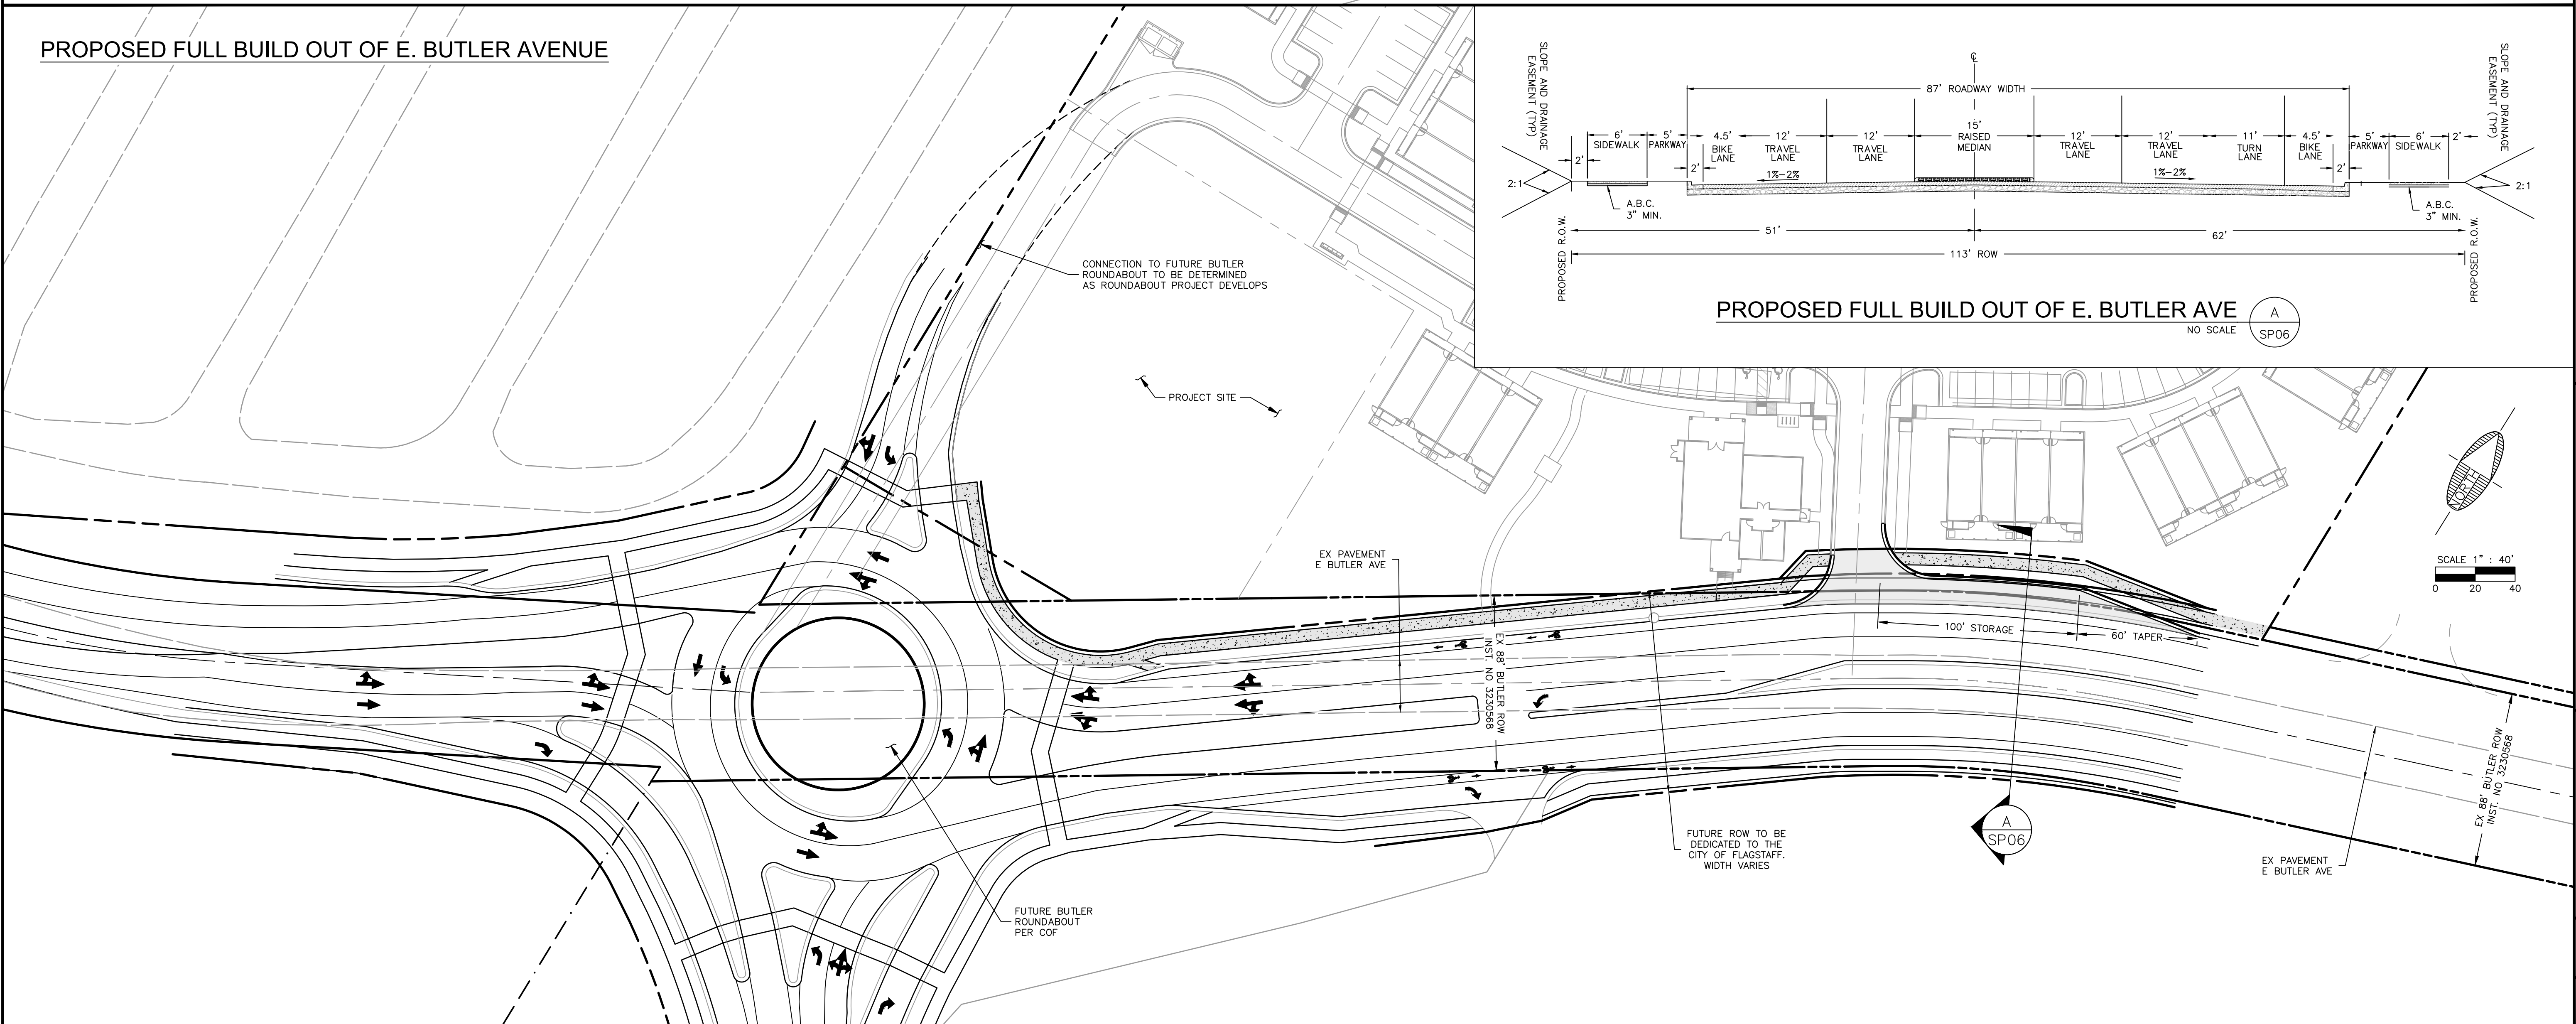 PROPOSED FULL BUILD OUT OF E. BUTLER AVENUE
SLOPE AND DRAINAGE
EASEMENT (TYP)
℄
SLOPE AND DRAINAGE
EASEMENT (TYP)
87' ROADWAY WIDTH
6'
SIDEWALK
5'
PARKWAY
4.5'
BIKE
LANE
12'
TRAVEL
LANE
12'
TRAVEL
LANE
15'
RAISED
MEDIAN
12'
TRAVEL
LANE
12'
TRAVEL
LANE
11'
TURN
LANE
4.5'
BIKE
LANE
5'
PARKWAY
6'
SIDEWALK
2'
2'
2'
2'
1%-2%
1%-2%
2:1
2:1
A.B.C.
3" MIN.
A.B.C.
3" MIN.
PROPOSED R.O.W.
51'
62'
113' ROW
PROPOSED R.O.W.
PROPOSED FULL BUILD OUT OF E. BUTLER AVE
NO SCALE
A
SP06
CONNECTION TO FUTURE BUTLER
ROUNDABOUT TO BE DETERMINED
AS ROUNDABOUT PROJECT DEVELOPS
PROJECT SITE
NORTH
SCALE 1" : 40'
0 20 40
EX PAVEMENT
E BUTLER AVE
EX 88' BUTLER ROW
INST. NO 3230568
100' STORAGE
60' TAPER
EX 88' BUTLER ROW
INST. NO 3230568
FUTURE ROW TO BE
DEDICATED TO THE
CITY OF FLAGSTAFF.
WIDTH VARIES
A
SP06
EX PAVEMENT
E BUTLER AVE
FUTURE BUTLER
ROUNDABOUT
PER COF